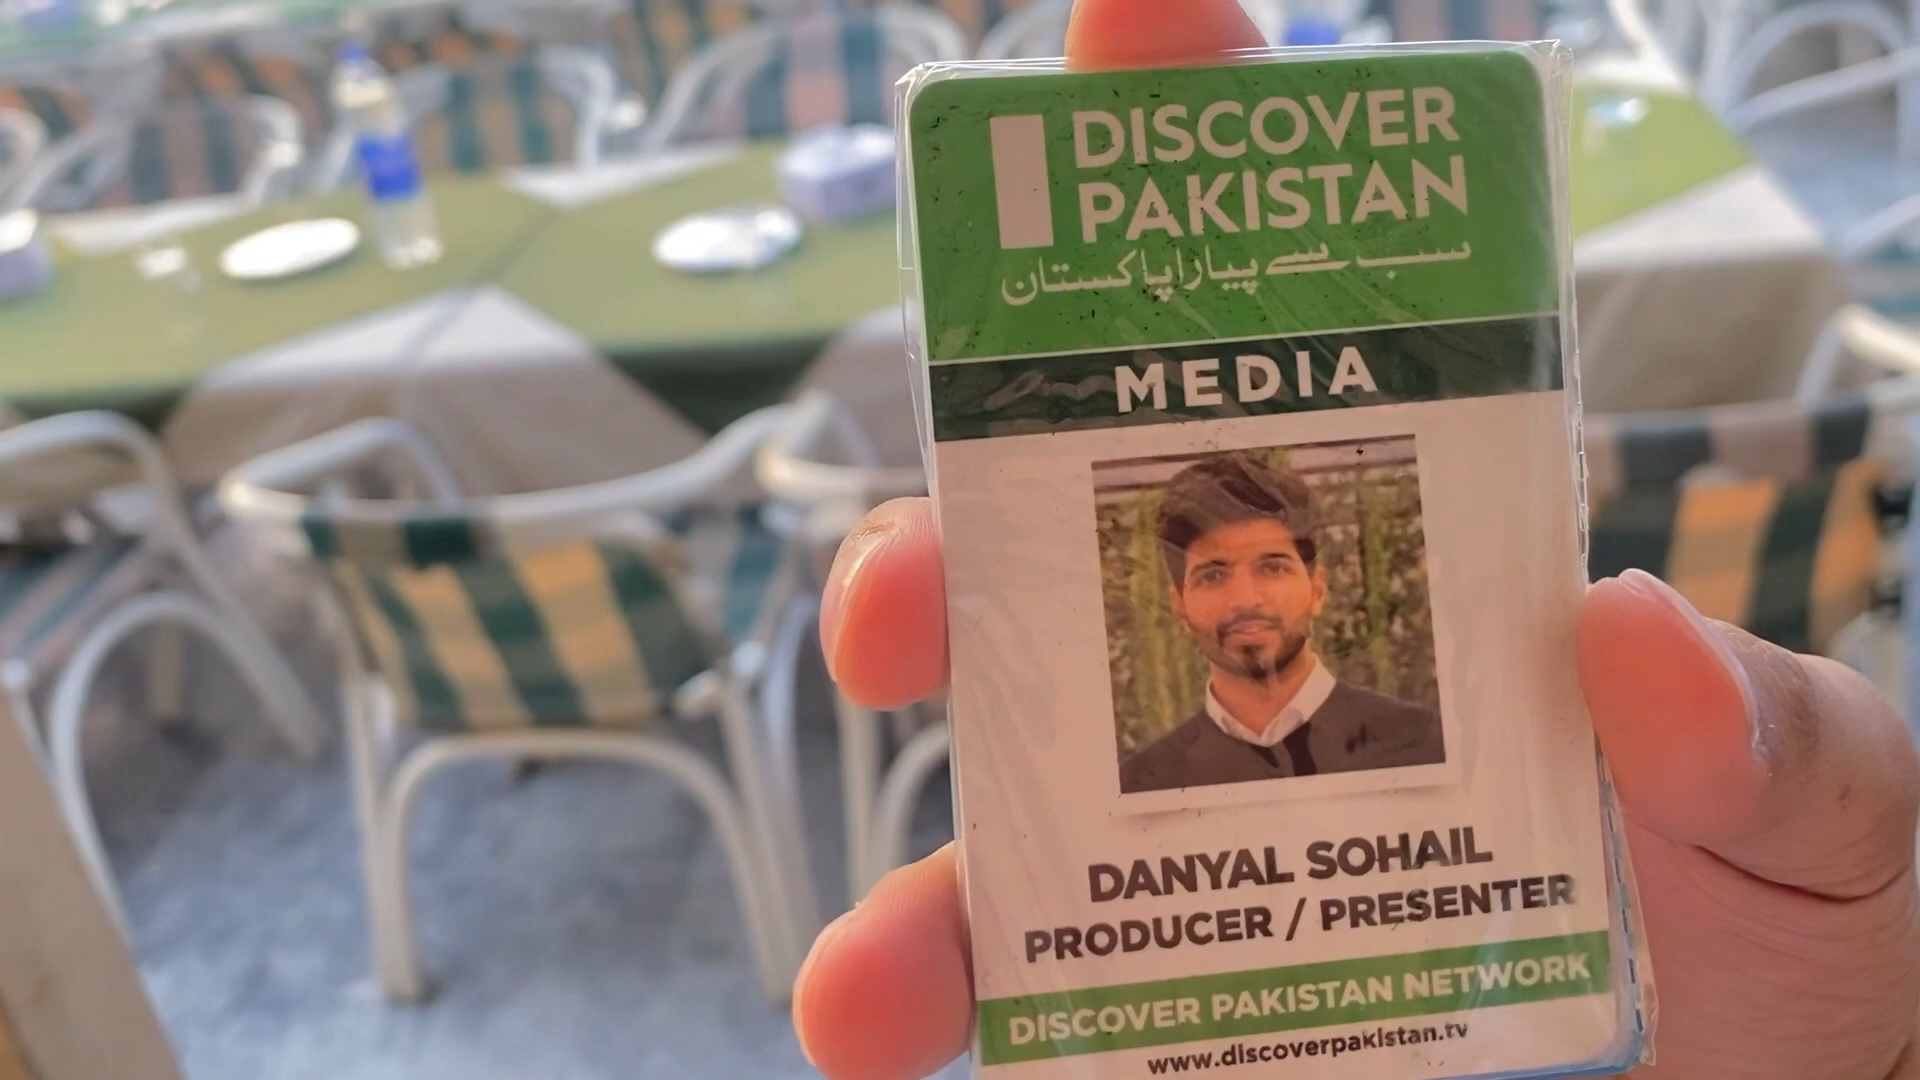 DISCOVER
PAKISTAN
سب سے پیارا پاکستان
MEDIA
DANYAL SOHAIL
PRODUCER / PRESENTER
DISCOVER PAKISTAN NETWORK
www.discoverpakistan.tv